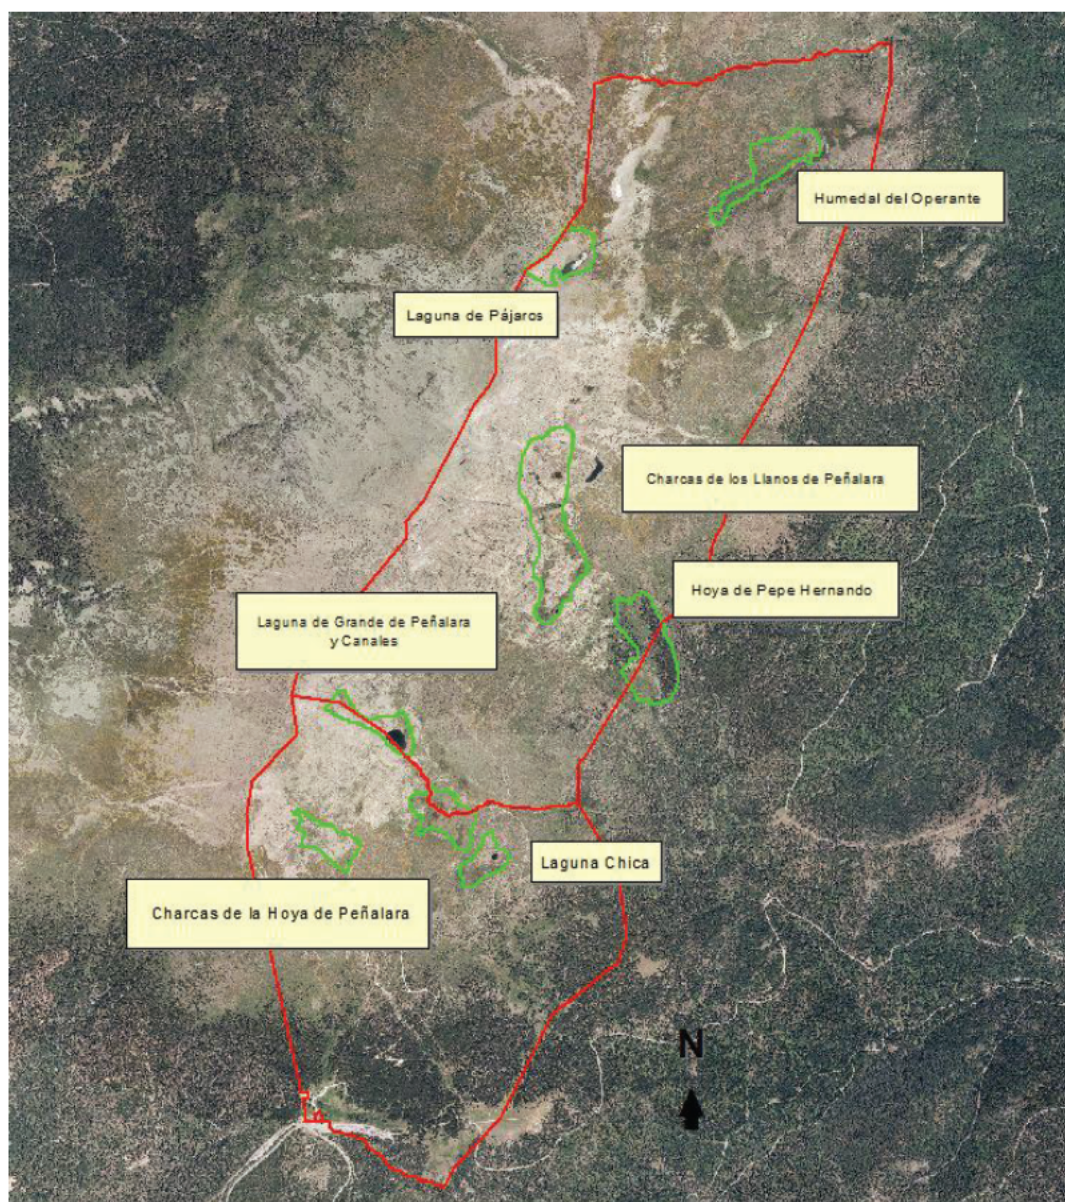 Humedal del Operante
Laguna de Pájaros
Charcas de los Llanos de Peñalara
Hoya de Pepe Hernando
Laguna de Grande de Peñalara
y Canales
Laguna Chica
Charcas de la Hoya de Peñalara
N